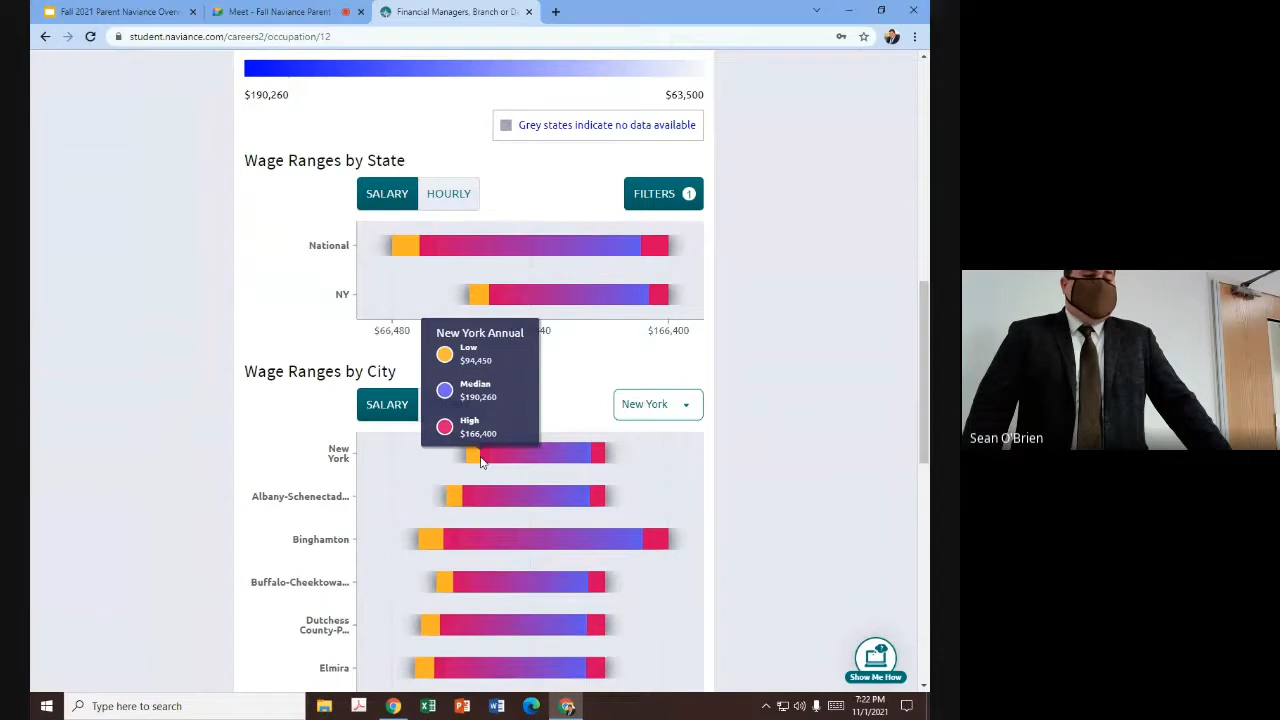 Fall 2021 Parent Naviance Overv
Meet - Fall Naviance Parent
Financial Managers, Branch or D
student.naviance.com/careers2/occupation/12
$190,260
$63,500
Grey states indicate no data available
Wage Ranges by State
SALARY
HOURLY
FILTERS 1
National
NY
$66,480
40
$166,400
New York Annual
Low
$94,450
Median
$190,260
High
$166,400
Wage Ranges by City
SALARY
New York
New
York
Albany-Schenectad...
Binghamton
Buffalo-Cheektowa...
Dutchess
County-P...
Elmira
Show Me How
Sean O'Brien
Type here to search
7:22 PM
11/1/2021